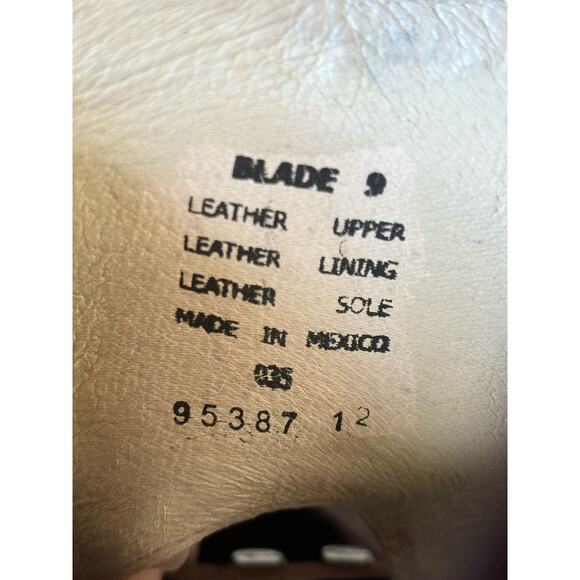 BLADE 9
LEATHER UPPER
LEATHER LINING
LEATHER SOLE
MADE IN MEXICO
035
95387 12